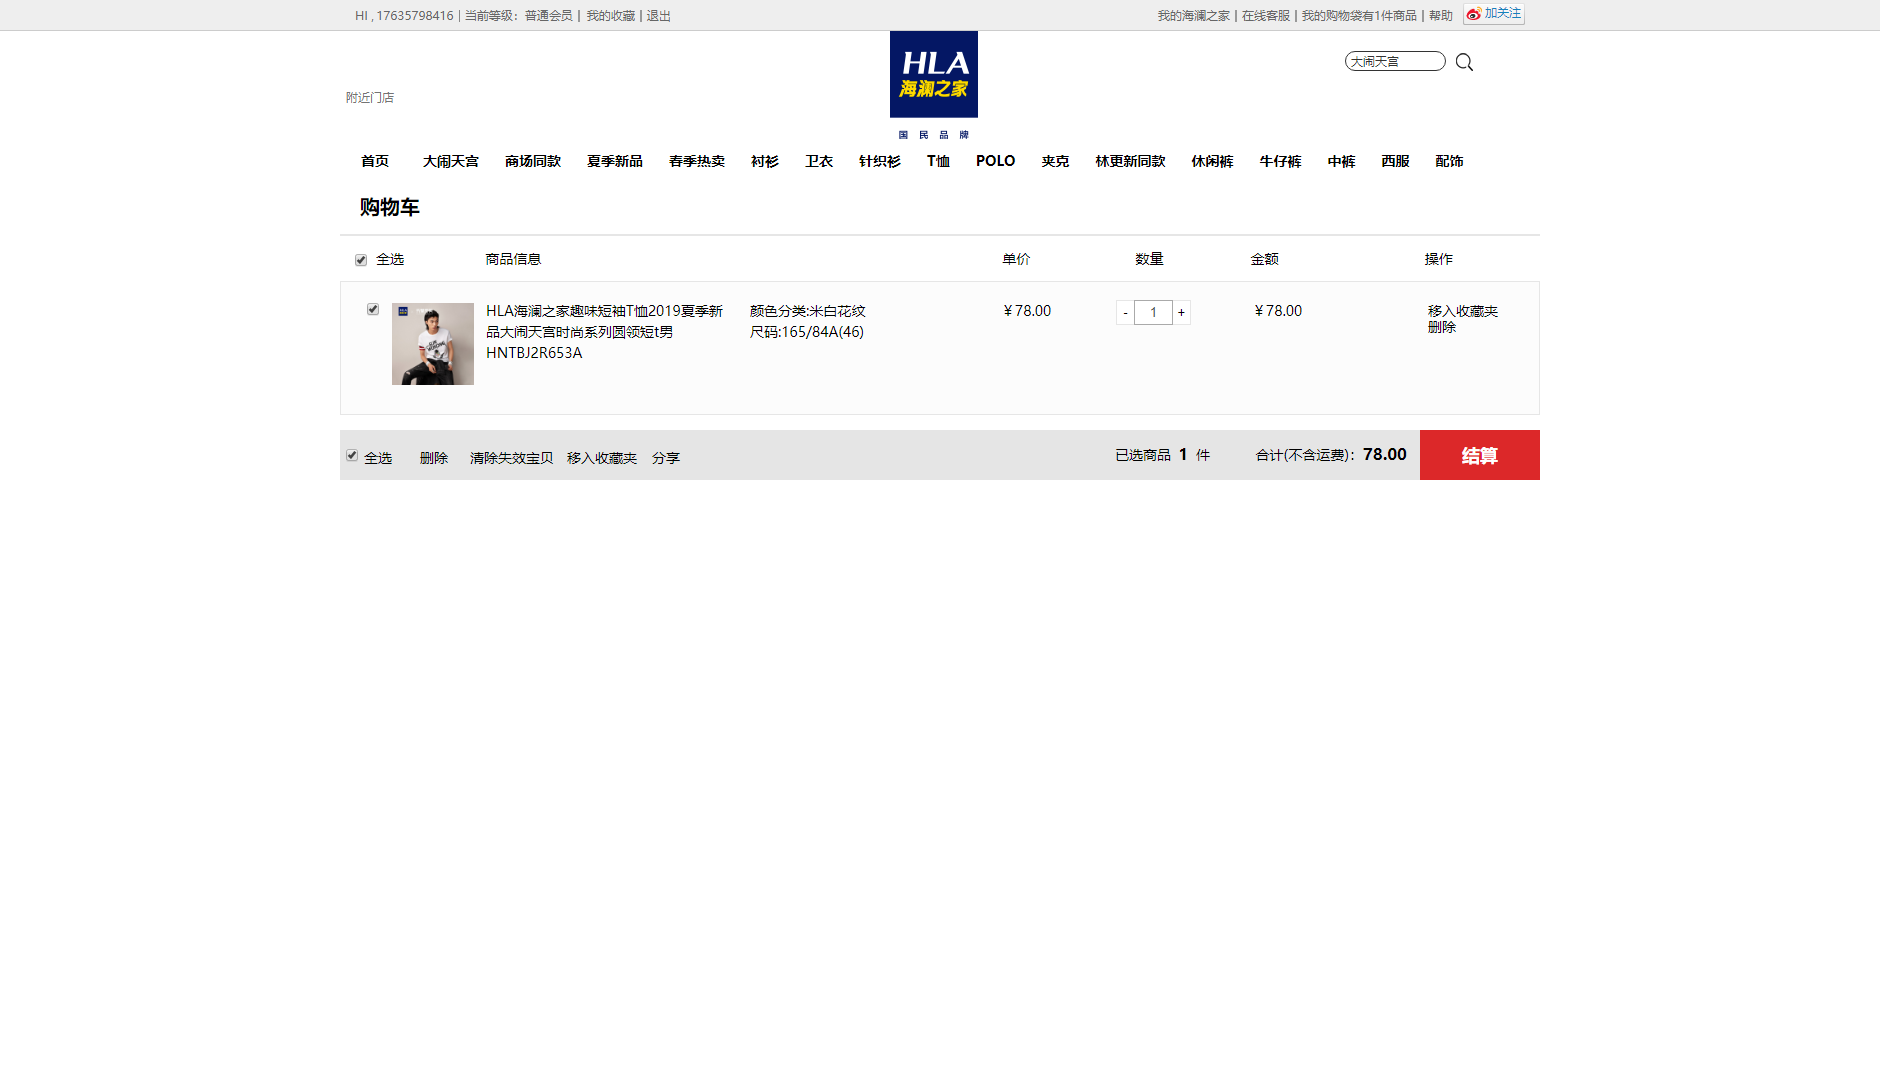 HI , 17635798416 | 当前等级：普通会员 | 我的收藏 | 退出
我的海澜之家 | 在线客服 | 我的购物袋有1件商品 | 帮助 加关注
HLA
海澜之家
国民品牌
大闹天宫
附近门店
首页 大闹天宫 商场同款 夏季新品 春季热卖 衬衫 卫衣 针织衫 T恤 POLO 夹克 林更新同款 休闲裤 牛仔裤 中裤 西服 配饰
购物车
全选 商品信息 单价 数量 金额 操作
HLA海澜之家趣味短袖T恤2019夏季新
品大闹天宫时尚系列圆领短t男
HNTBJ2R653A
颜色分类:米白花纹
尺码:165/84A(46)
￥78.00
- 1 +
￥78.00
移入收藏夹
删除
全选 删除 清除失效宝贝 移入收藏夹 分享
已选商品 1 件 合计(不含运费)：78.00 结算